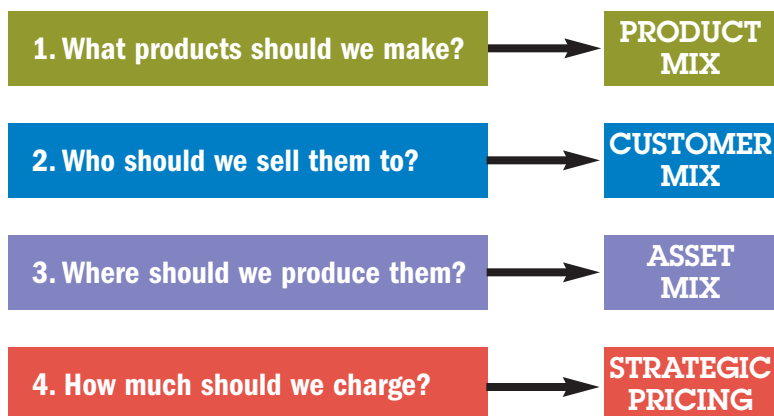 1. What products should we make?
PRODUCT
MIX
2. Who should we sell them to?
CUSTOMER
MIX
3. Where should we produce them?
ASSET
MIX
4. How much should we charge?
STRATEGIC
PRICING